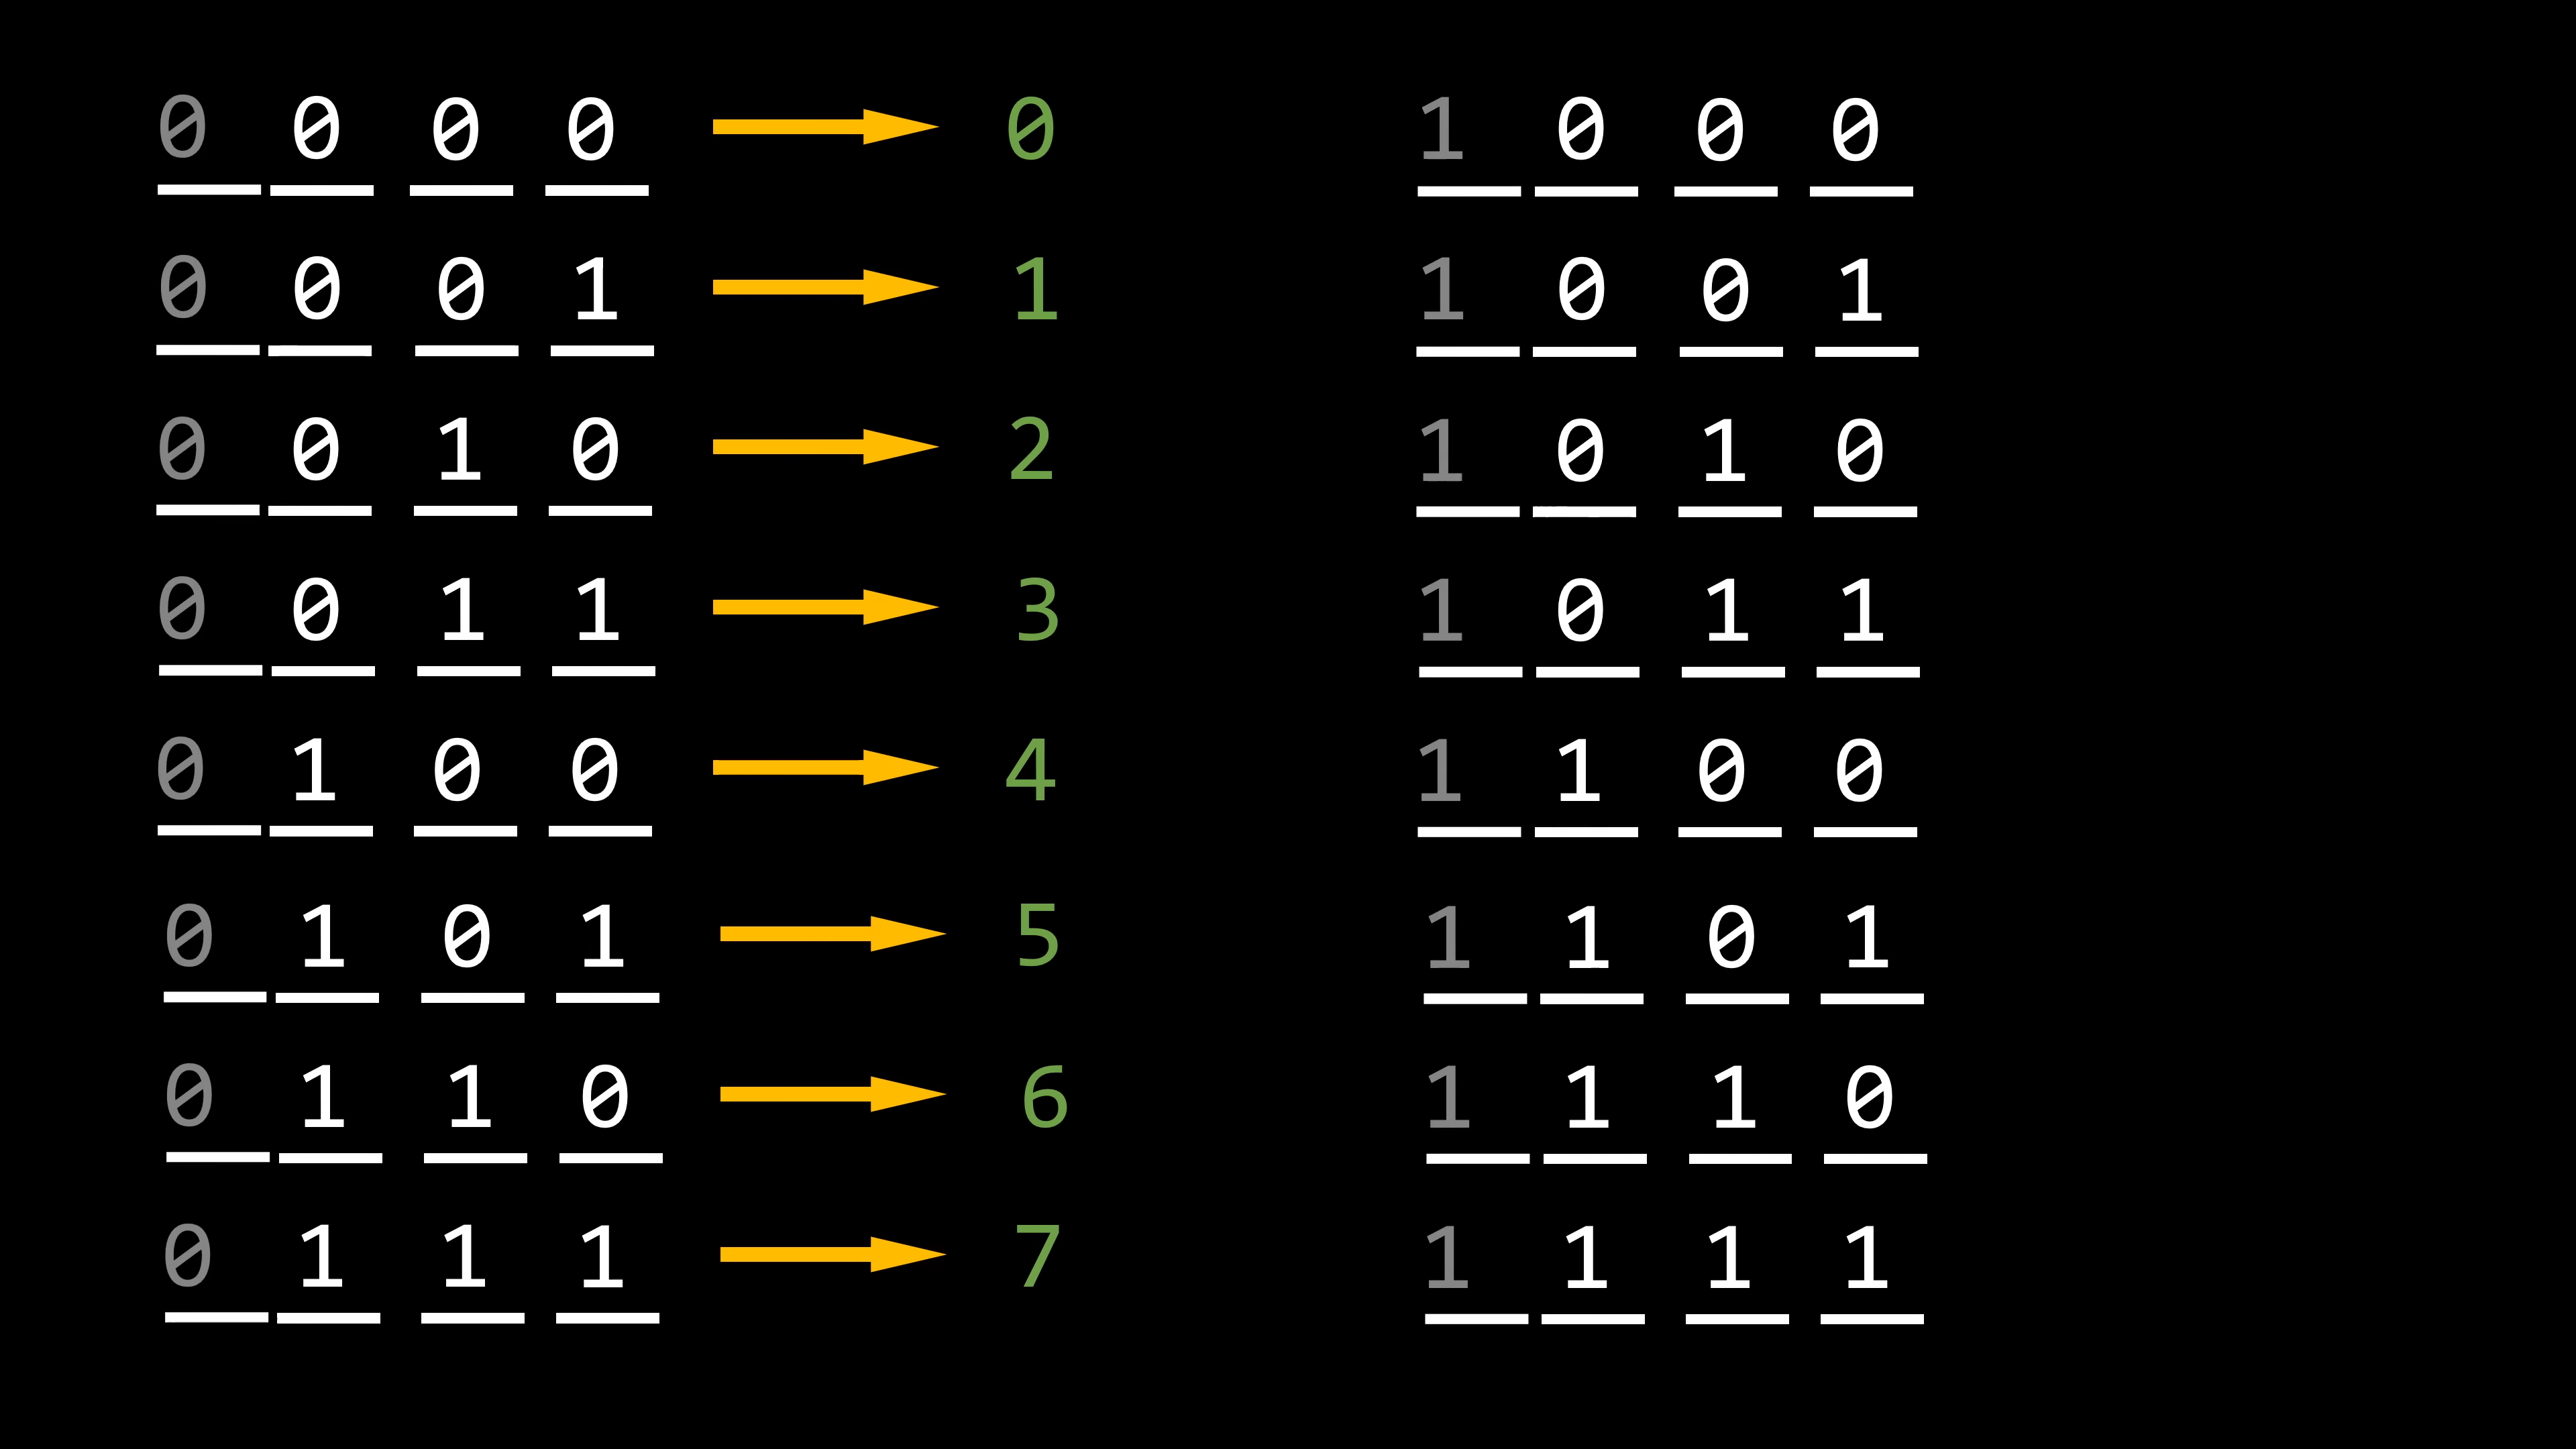 0 0 0 0 0 1 0 0 0
0 0 0 1 1 1 0 0 1
0 0 1 0 2 1 0 1 0
0 0 1 1 3 1 0 1 1
0 1 0 0 4 1 1 0 0
0 1 0 1 5 1 1 0 1
0 1 1 0 6 1 1 1 0
0 1 1 1 7 1 1 1 1